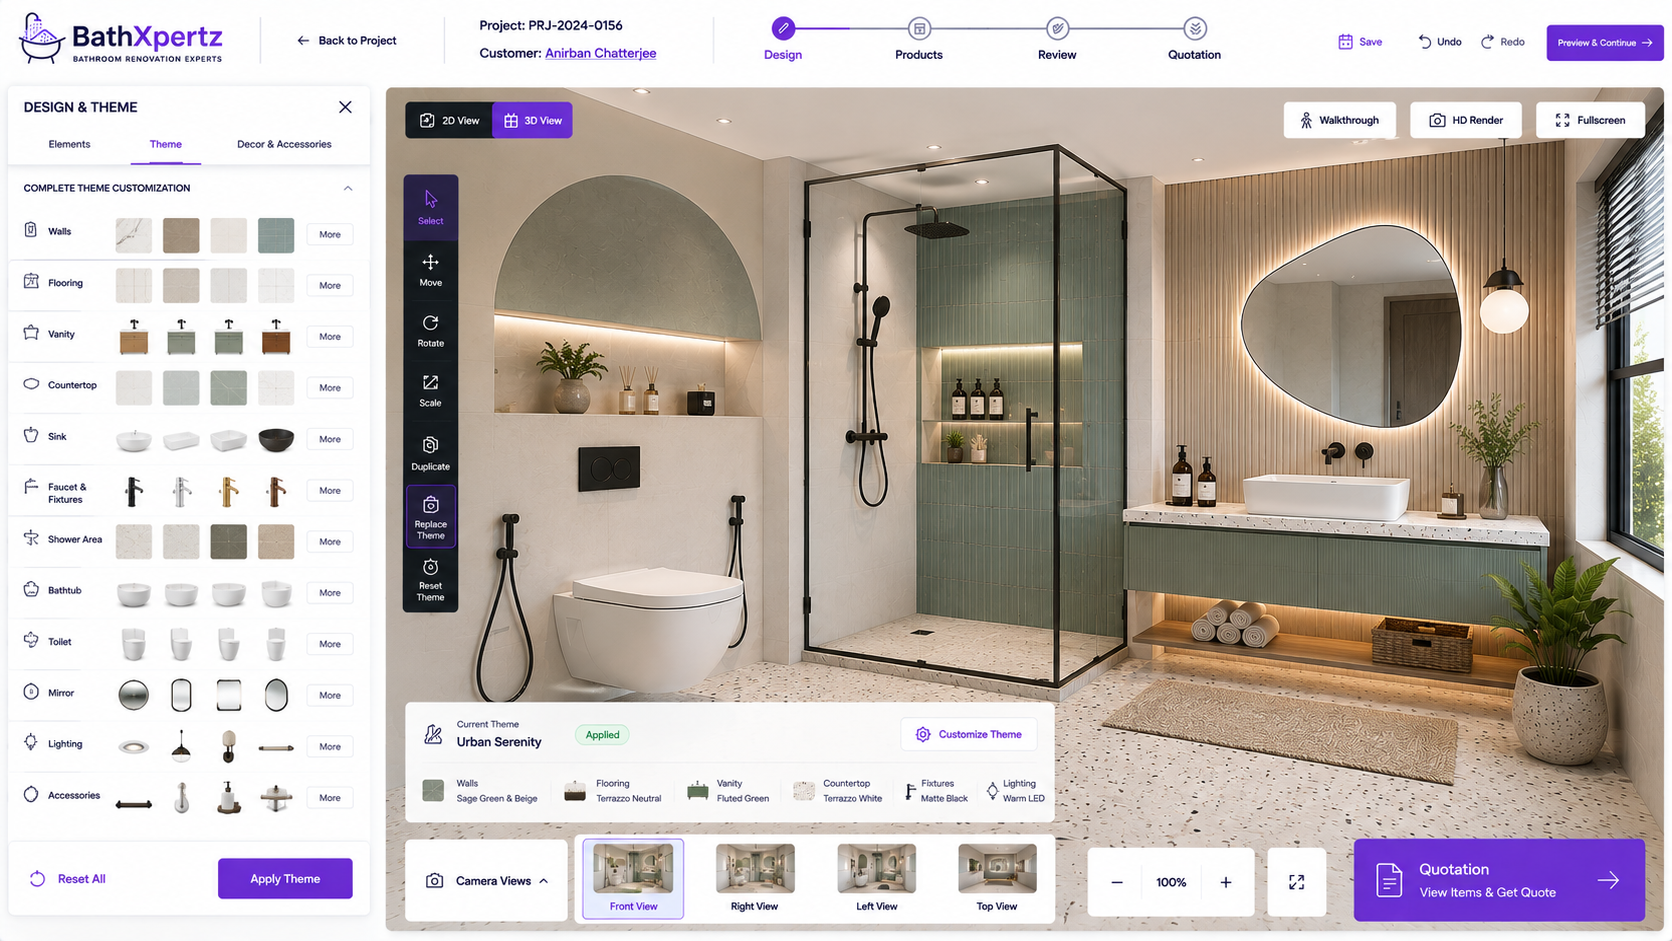 BathXpertz
BATHROOM RENOVATION EXPERTS
Back to Project
Project: PRJ-2024-0156
Customer: Anirban Chatterjee
Design
Products
Review
Quotation
Save
Undo
Redo
Preview & Continue
DESIGN & THEME
Elements
Theme
Decor & Accessories
COMPLETE THEME CUSTOMIZATION
Walls
More
Flooring
More
Vanity
More
Countertop
More
Sink
More
Faucet &
Fixtures
More
Shower Area
More
Bathtub
More
Toilet
More
Mirror
More
Lighting
More
Accessories
More
Reset All
Apply Theme
2D View
3D View
Walkthrough
HD Render
Fullscreen
Select
Move
Rotate
Scale
Duplicate
Replace
Theme
Reset
Theme
Current Theme
Urban Serenity
Applied
Customize Theme
Walls
Sage Green & Beige
Flooring
Terrazzo Neutral
Vanity
Fluted Green
Countertop
Terrazzo White
Fixtures
Matte Black
Lighting
Warm LED
Camera Views
Front View
Right View
Left View
Top View
100%
Quotation
View Items & Get Quote